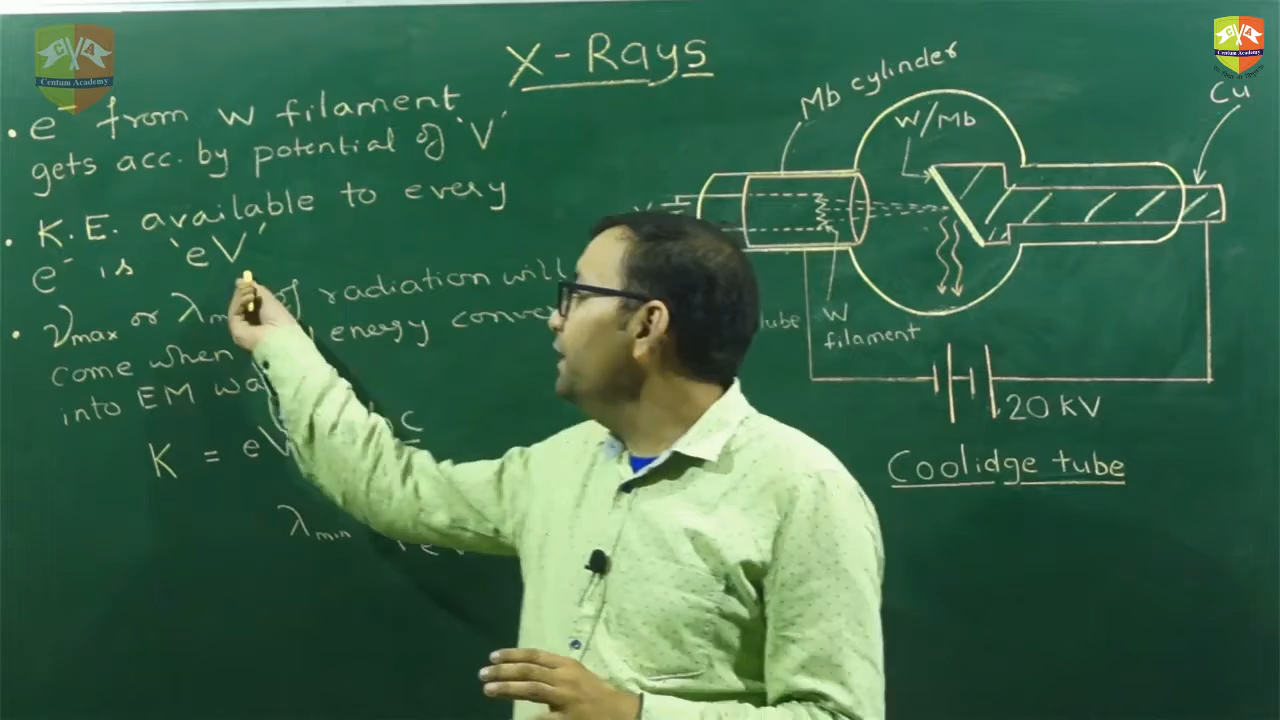 X-Rays
• e⁻ from W filament
gets acc. by potential of 'V'
• K.E. available to every
e⁻ is 'eV'
• νmax or λm of radiation will
come when energy conve
into EM wa
K = eV c
λmin
Mb cylinder
W/Mb
Cu
W
filament
20 KV
Coolidge tube
CA
Centum Academy
CA
Centum Academy